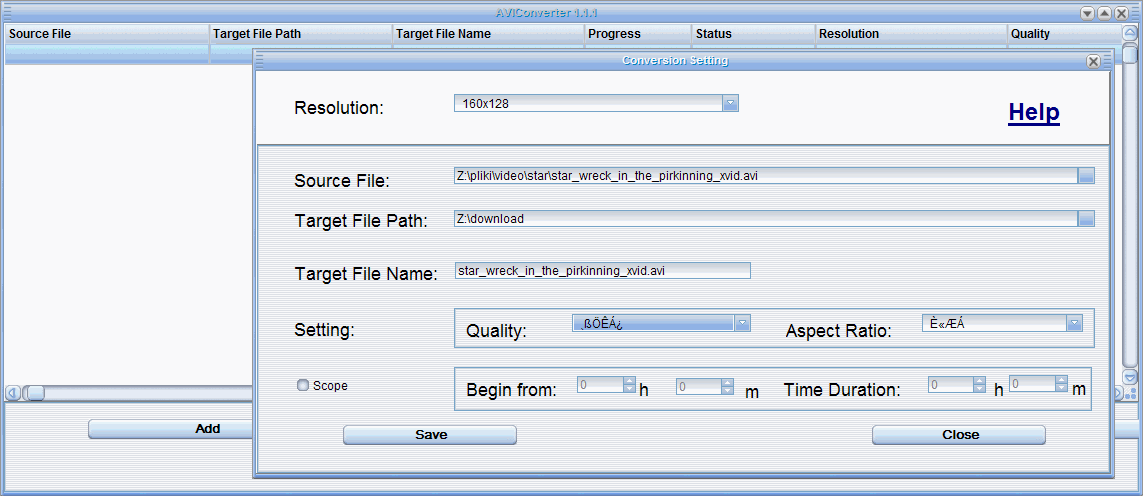 AVIConverter 1.1.1
Source File Target File Path Target File Name Progress Status Resolution Quality
Conversion Setting
Resolution: 160x128 Help
Source File: Z:\pliki\video\star\star_wreck_in_the_pirkinning_xvid.avi
Target File Path: Z:\download
Target File Name: star_wreck_in_the_pirkinning_xvid.avi
Setting: Quality: ¸ßÖÊÁ¿ Aspect Ratio: È«ÆÁ
Scope Begin from: 0 h 0 m Time Duration: 0 h 0 m
Add Save Close